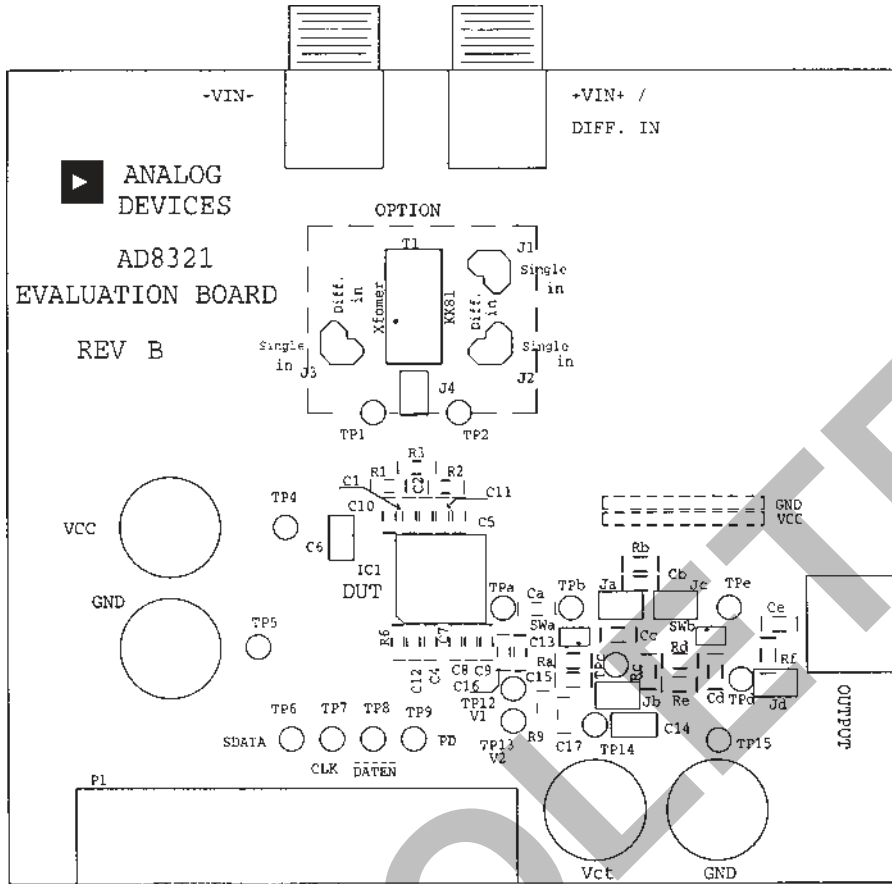 -VIN-
+VIN+ /
DIFF. IN
ANALOG
DEVICES
OPTION
AD8321
EVALUATION BOARD
REV B
T1
J1
Single
in
Diff.
in
Xfomer
KK81
Diff.
in
Single
in
J3
Single
in
J2
J4
TP1
TP2
R3
R1
C2
R2
C1
C11
C10
C5
TP4
VCC
C6
IC1
DUT
GND
VCC
Rb
Cb
GND
TPa
Ca
TPb
Ja
Jc
TPe
Ce
TP5
R6
C7
C13
SWa
Cc
SWb
Rd
Ra
TPc
Rc
Rf
C12
C4
C8
C9
C16
C15
Jb
Re
Cd
TPd
Jd
TP12
V1
OUTPUT
TP6
TP7
TP8
TP9
SDATA
PD
CLK
DATEN
TP13
V2
R9
C17
TP14
C14
TP15
P1
Vct
GND
OLET